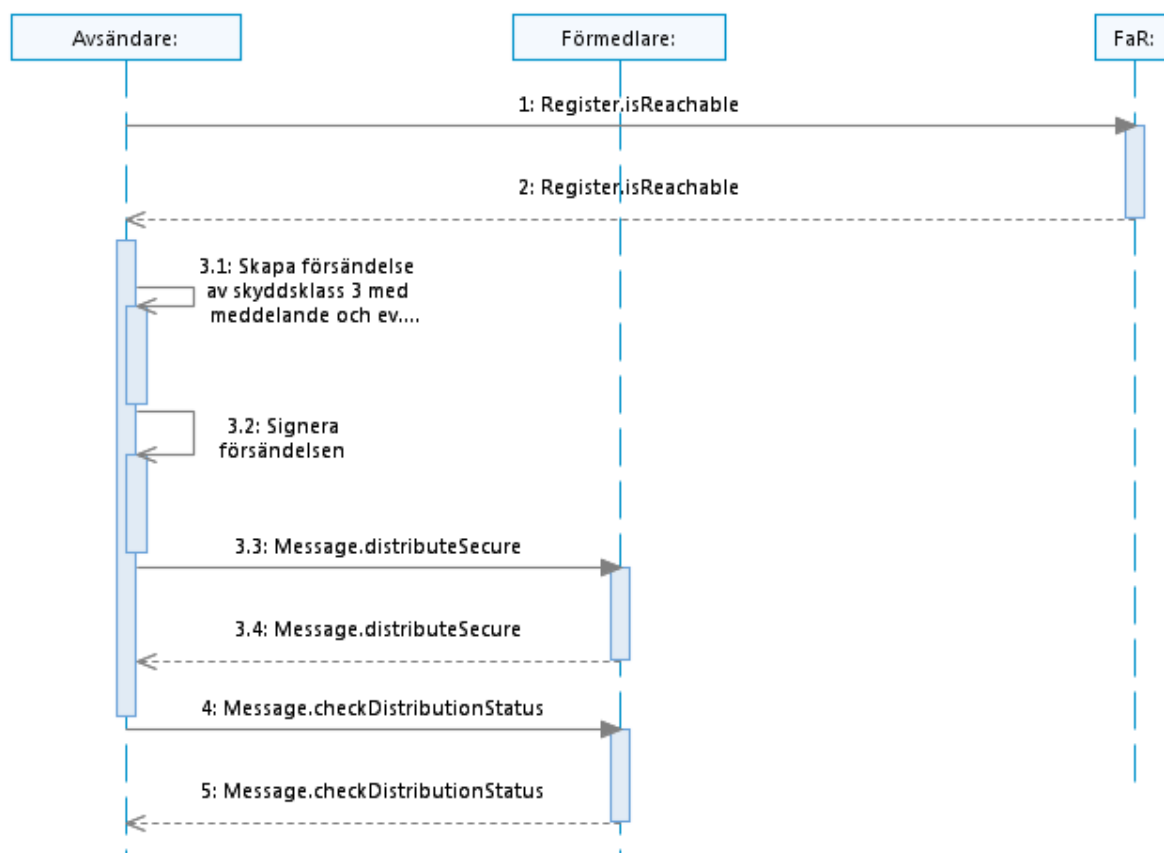 Avsändare:
Förmedlare:
FaR:
1: Register.isReachable
2: Register.isReachable
3.1: Skapa försändelse
av skyddsklass 3 med
meddelande och ev....
3.2: Signera
försändelsen
3.3: Message.distributeSecure
3.4: Message.distributeSecure
4: Message.checkDistributionStatus
5: Message.checkDistributionStatus